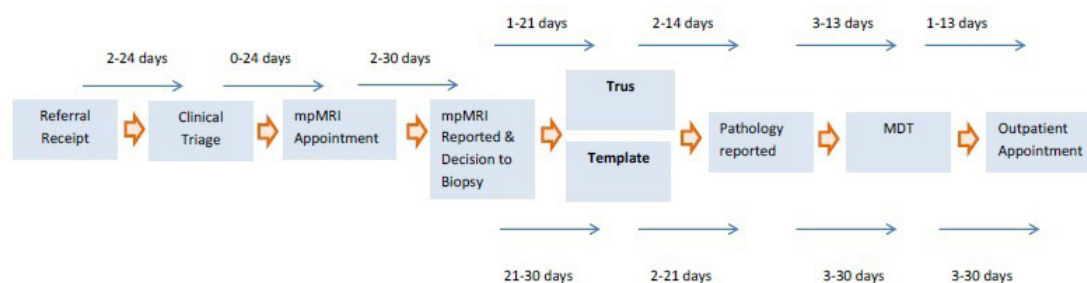 1-21 days
2-14 days
3-13 days
1-13 days
2-24 days
0-24 days
2-30 days
Referral
Receipt
Clinical
Triage
mpMRI
Appointment
mpMRI
Reported &
Decision to
Biopsy
Trus
Template
Pathology
reported
MDT
Outpatient
Appointment
21-30 days
2-21 days
3-30 days
3-30 days